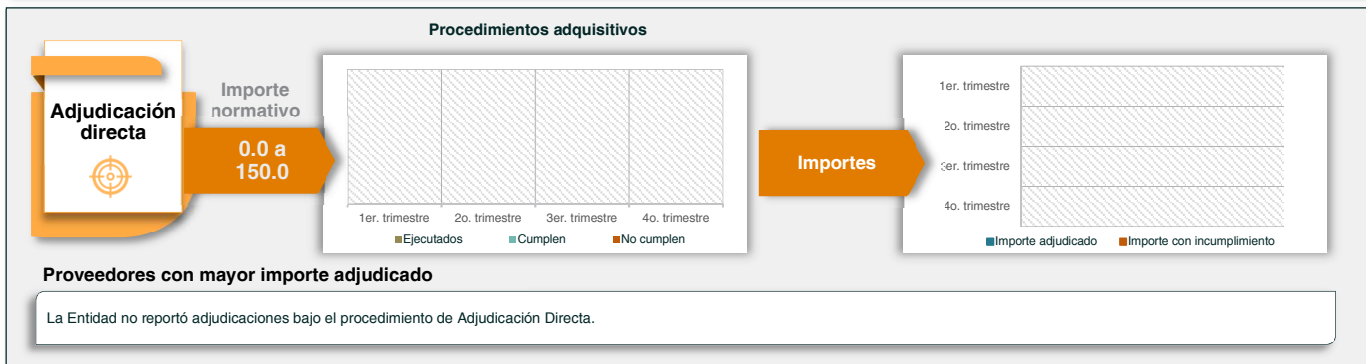 Procedimientos adquisitivos
Adjudicación
directa
Importe
normativo
0.0 a
150.0
1er. trimestre
2o. trimestre
3er. trimestre
4o. trimestre
Ejecutados
Cumplen
No cumplen
Importes
1er. trimestre
2o. trimestre
3er. trimestre
4o. trimestre
Importe adjudicado
Importe con incumplimiento
Proveedores con mayor importe adjudicado
La Entidad no reportó adjudicaciones bajo el procedimiento de Adjudicación Directa.